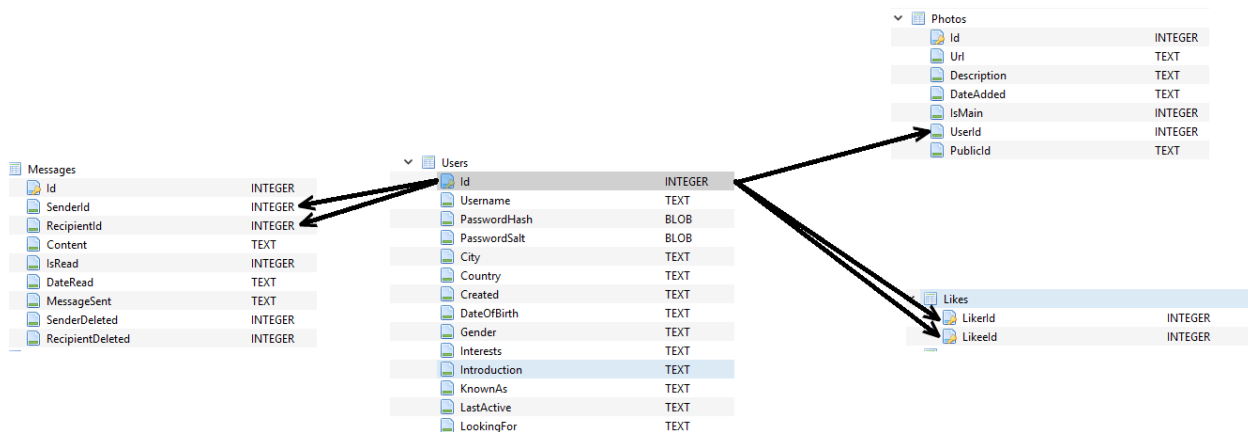 Messages
Id INTEGER
SenderId INTEGER
RecipientId INTEGER
Content TEXT
IsRead INTEGER
DateRead TEXT
MessageSent TEXT
SenderDeleted INTEGER
RecipientDeleted INTEGER
Users
Id INTEGER
Username TEXT
PasswordHash BLOB
PasswordSalt BLOB
City TEXT
Country TEXT
Created TEXT
DateOfBirth TEXT
Gender TEXT
Interests TEXT
Introduction TEXT
KnownAs TEXT
LastActive TEXT
LookingFor TEXT
Photos
Id INTEGER
Url TEXT
Description TEXT
DateAdded TEXT
IsMain INTEGER
UserId INTEGER
PublicId TEXT
Likes
LikerId INTEGER
LikeeId INTEGER